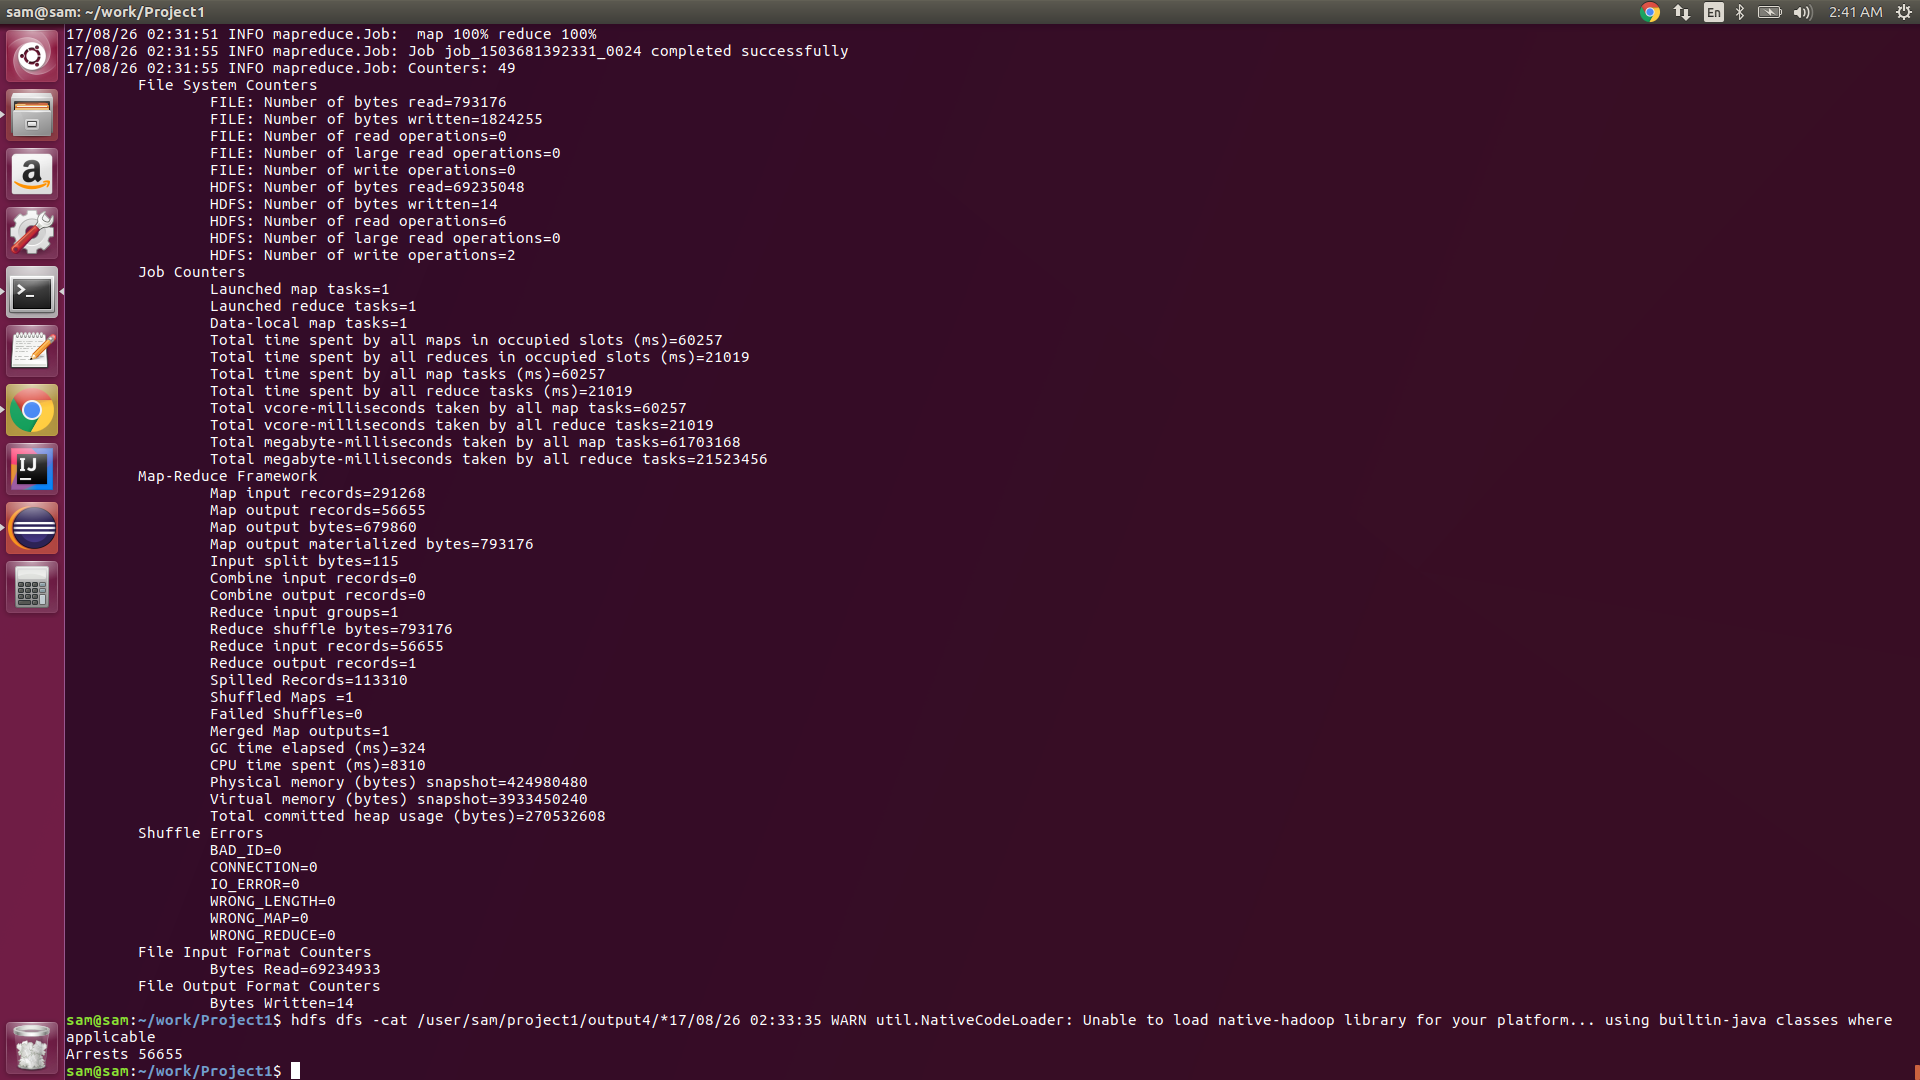 sam@sam: ~/work/Project1
En
2:41 AM
17/08/26 02:31:51 INFO mapreduce.Job:  map 100% reduce 100%
17/08/26 02:31:55 INFO mapreduce.Job: Job job_1503681392331_0024 completed successfully
17/08/26 02:31:55 INFO mapreduce.Job: Counters: 49
File System Counters
FILE: Number of bytes read=793176
FILE: Number of bytes written=1824255
FILE: Number of read operations=0
FILE: Number of large read operations=0
FILE: Number of write operations=0
HDFS: Number of bytes read=69235048
HDFS: Number of bytes written=14
HDFS: Number of read operations=6
HDFS: Number of large read operations=0
HDFS: Number of write operations=2
Job Counters
Launched map tasks=1
Launched reduce tasks=1
Data-local map tasks=1
Total time spent by all maps in occupied slots (ms)=60257
Total time spent by all reduces in occupied slots (ms)=21019
Total time spent by all map tasks (ms)=60257
Total time spent by all reduce tasks (ms)=21019
Total vcore-milliseconds taken by all map tasks=60257
Total vcore-milliseconds taken by all reduce tasks=21019
Total megabyte-milliseconds taken by all map tasks=61703168
Total megabyte-milliseconds taken by all reduce tasks=21523456
Map-Reduce Framework
Map input records=291268
Map output records=56655
Map output bytes=679860
Map output materialized bytes=793176
Input split bytes=115
Combine input records=0
Combine output records=0
Reduce input groups=1
Reduce shuffle bytes=793176
Reduce input records=56655
Reduce output records=1
Spilled Records=113310
Shuffled Maps =1
Failed Shuffles=0
Merged Map outputs=1
GC time elapsed (ms)=324
CPU time spent (ms)=8310
Physical memory (bytes) snapshot=424980480
Virtual memory (bytes) snapshot=3933450240
Total committed heap usage (bytes)=270532608
Shuffle Errors
BAD_ID=0
CONNECTION=0
IO_ERROR=0
WRONG_LENGTH=0
WRONG_MAP=0
WRONG_REDUCE=0
File Input Format Counters
Bytes Read=69234933
File Output Format Counters
Bytes Written=14
sam@sam:~/work/Project1$ hdfs dfs -cat /user/sam/project1/output4/*17/08/26 02:33:35 WARN util.NativeCodeLoader: Unable to load native-hadoop library for your platform... using builtin-java classes where
applicable
Arrests 56655
sam@sam:~/work/Project1$
a
>_
IJ